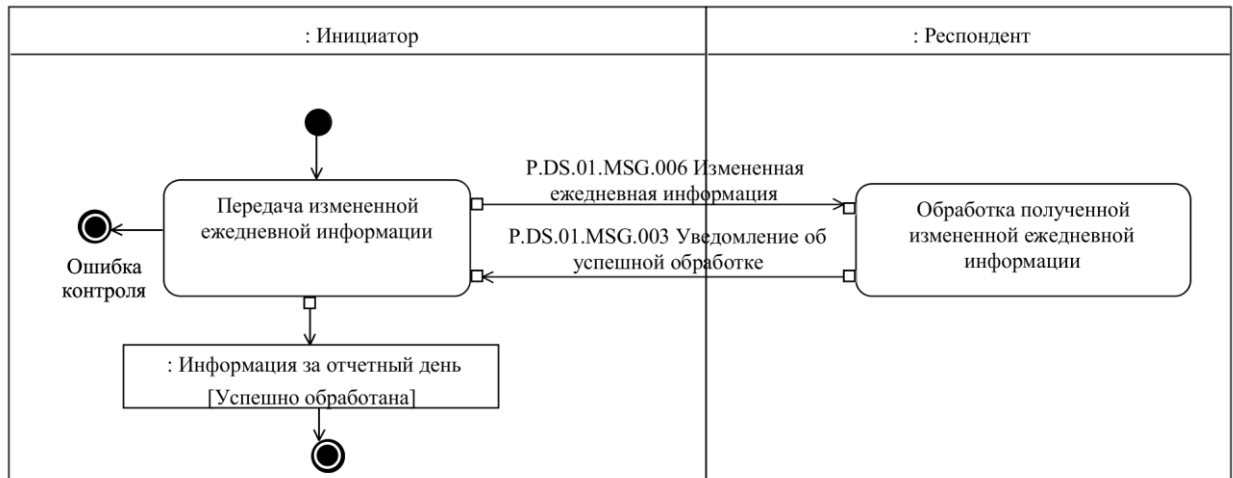 : Инициатор
: Респондент
P.DS.01.MSG.006 Измененная
ежедневная информация
Передача измененной
ежедневной информации
Обработка полученной
измененной ежедневной
информации
P.DS.01.MSG.003 Уведомление об
успешной обработке
Ошибка
контроля
: Информация за отчетный день
[Успешно обработана]